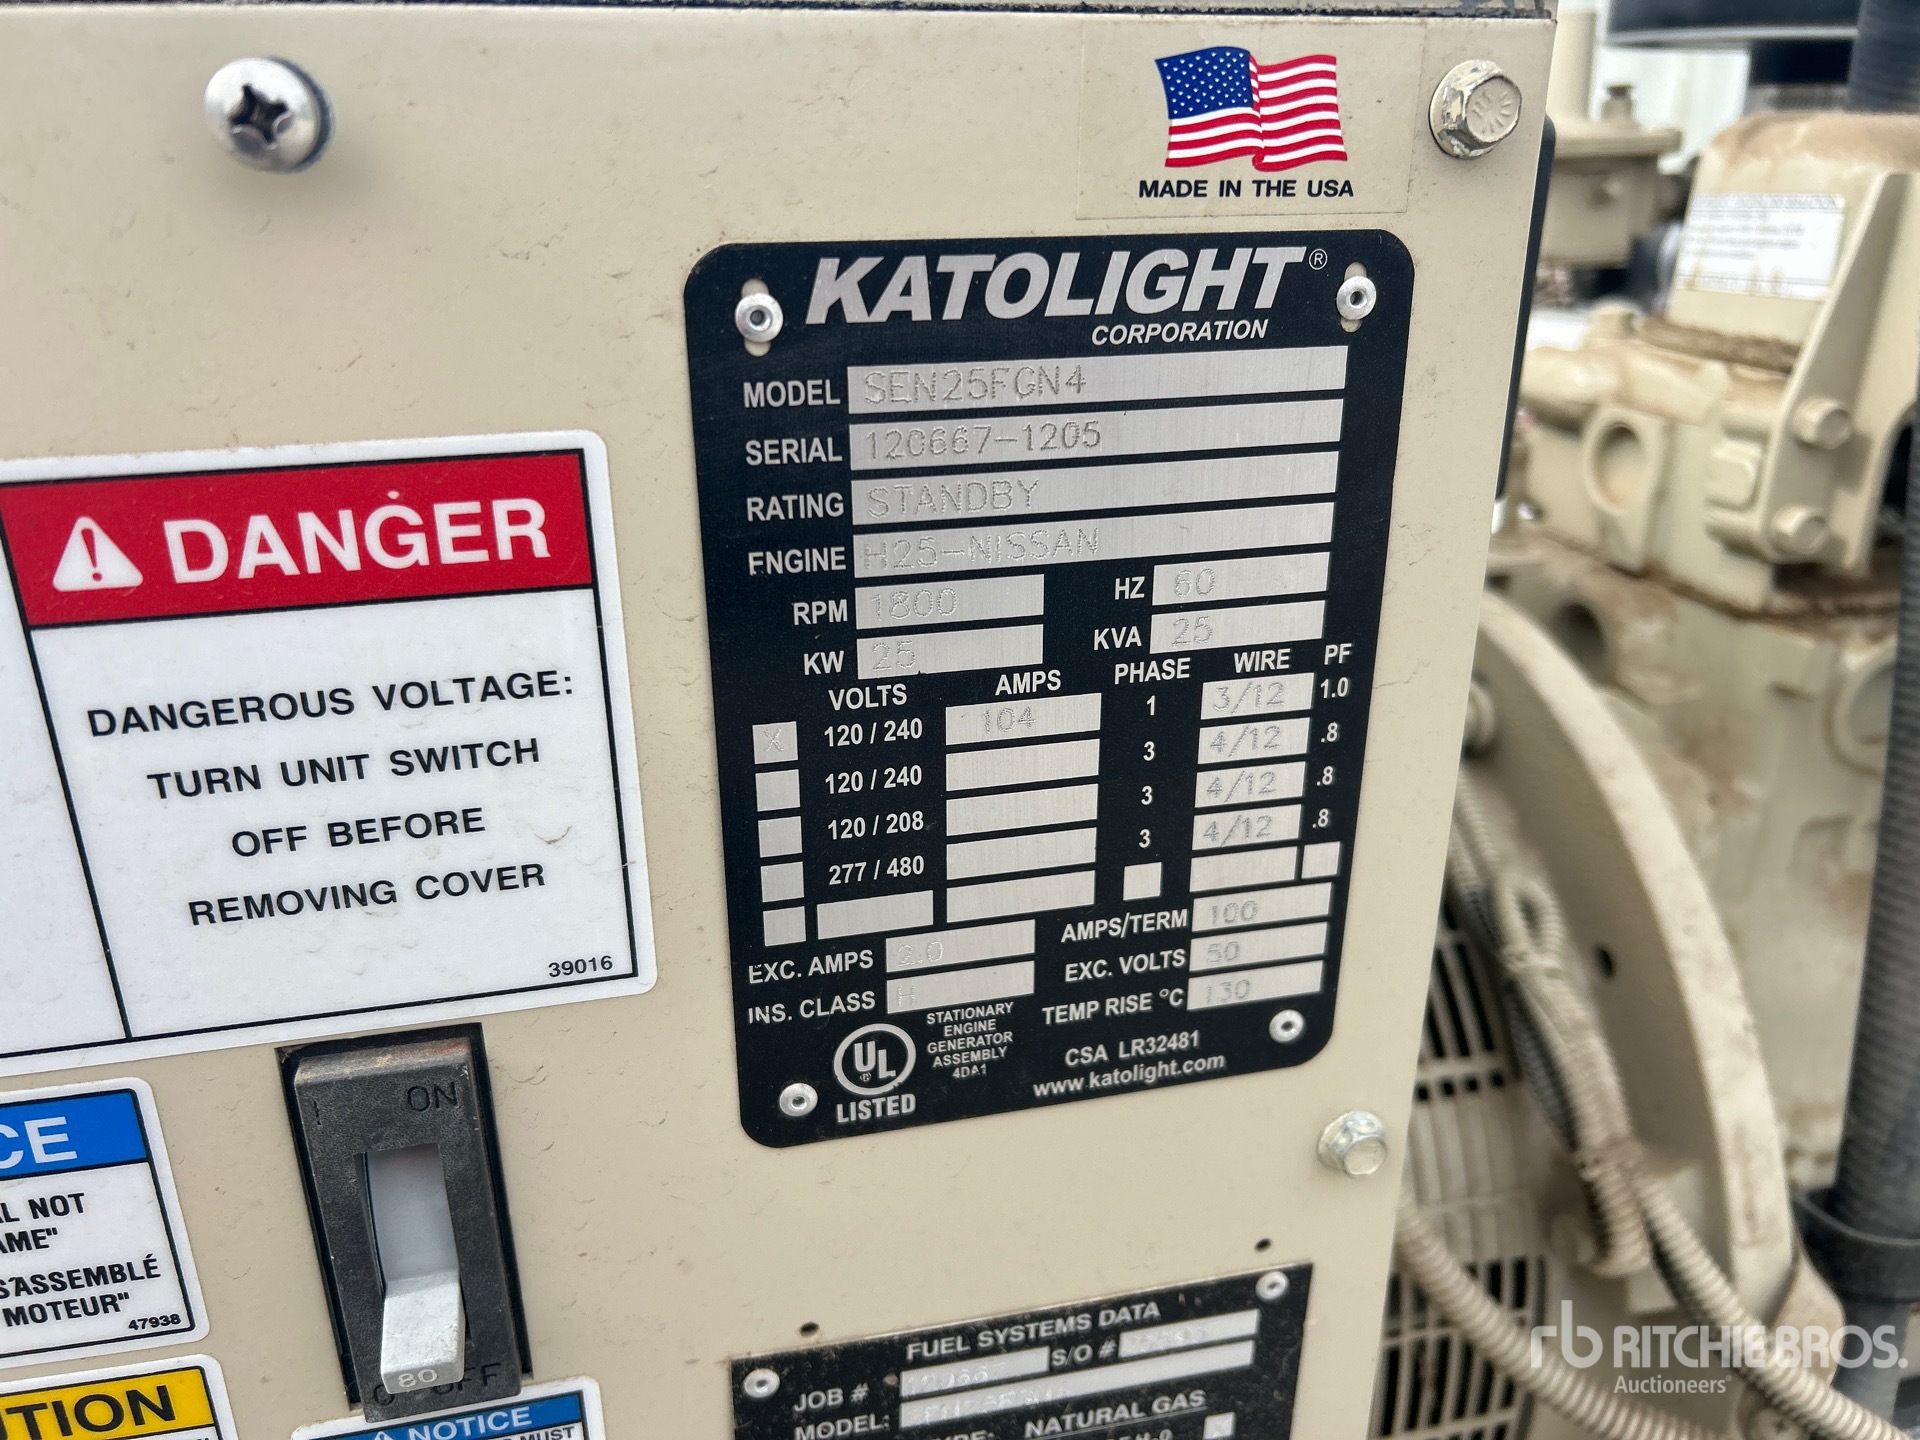 MADE IN THE USA
KATOLIGHT®
CORPORATION
MODEL SEN25FGN4
SERIAL 120667-1205
RATING STANDBY
ENGINE H25-NISSAN
RPM 1800 HZ 60
KW 25 KVA 25
VOLTS AMPS PHASE WIRE PF
X 120 / 240 104 1 3/12 1.0
120 / 240 3 4/12 .8
120 / 208 3 4/12 .8
277 / 480 3 4/12 .8
EXC. AMPS 2.0 AMPS/TERM 100
INS. CLASS H EXC. VOLTS 50
TEMP RISE °C 130
UL ®
LISTED
STATIONARY
ENGINE
GENERATOR
ASSEMBLY
4DA1
CSA LR32481
www.katolight.com
DANGER
DANGEROUS VOLTAGE:
TURN UNIT SWITCH
OFF BEFORE
REMOVING COVER
39016
I ON
80
O OFF
CE
L NOT
AME"
S'ASSEMBLÉ
MOTEUR"
47938
TION
NOTICE
MUST
FUEL SYSTEMS DATA
JOB # S/O #
MODEL:
NATURAL GAS
rb RITCHIE BROS.
Auctioneers